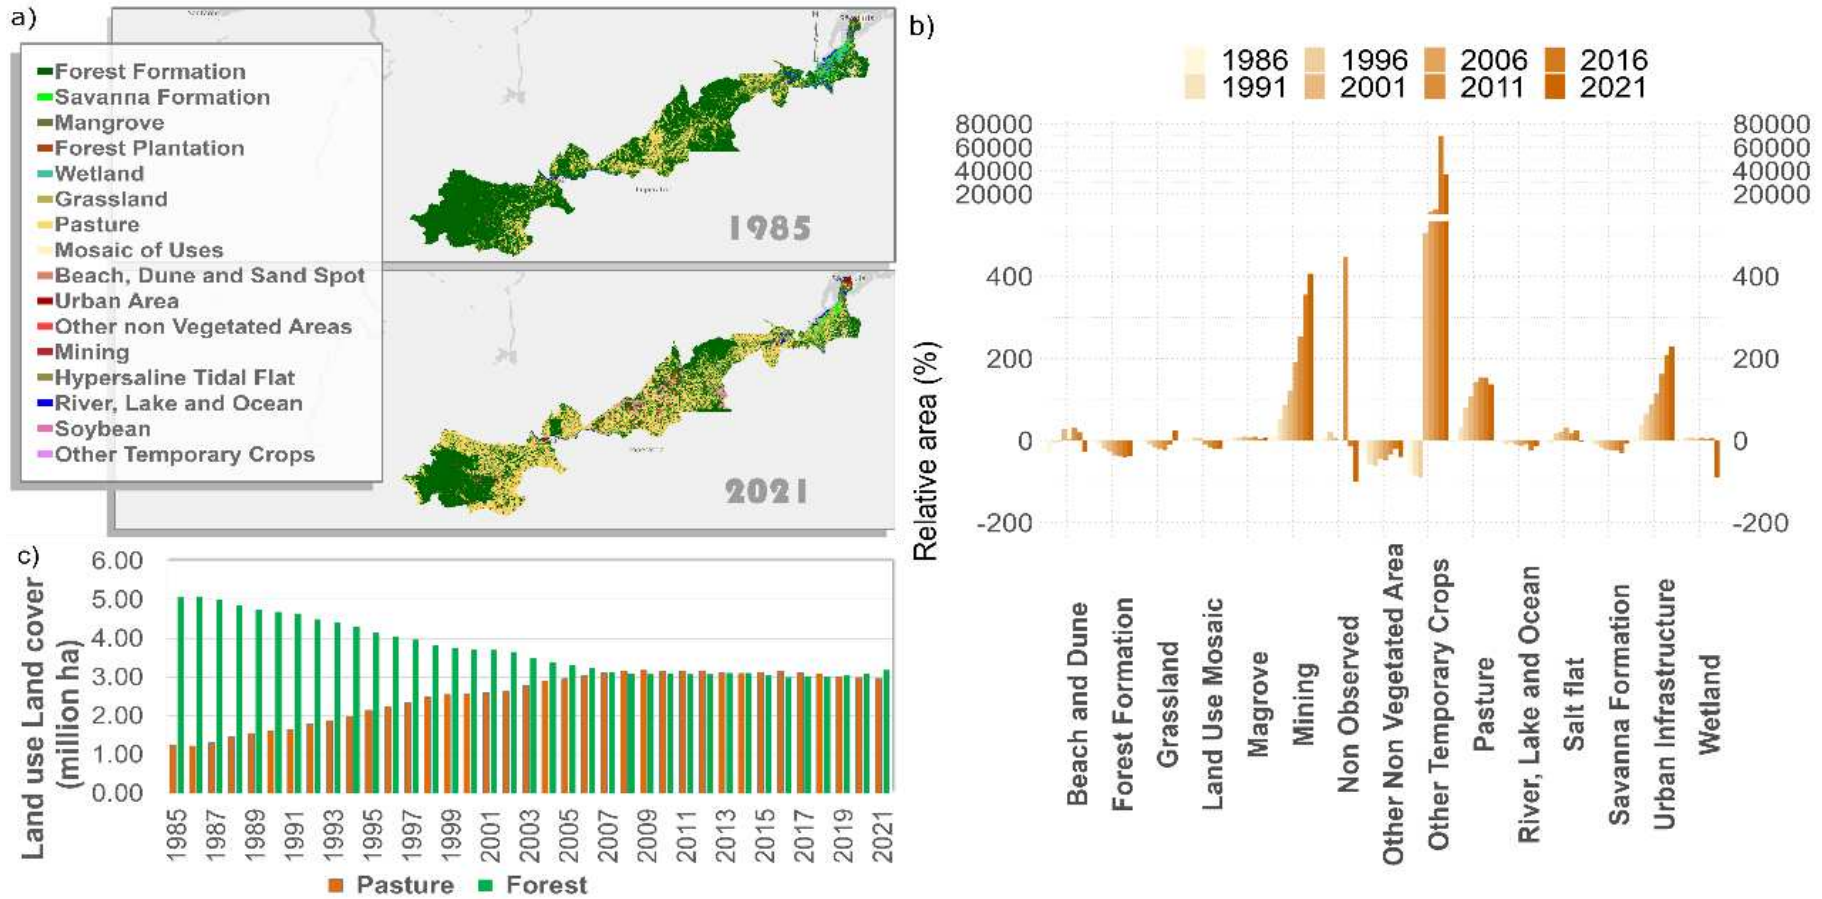 a)
Forest Formation
Savanna Formation
Mangrove
Forest Plantation
Wetland
Grassland
Pasture
Mosaic of Uses
Beach, Dune and Sand Spot
Urban Area
Other non Vegetated Areas
Mining
Hypersaline Tidal Flat
River, Lake and Ocean
Soybean
Other Temporary Crops
N
1985
2021
b)
1986 1996 2006 2016
1991 2001 2011 2021
Relative area (%)
80000 80000
60000 60000
40000 40000
20000 20000
400 400
200 200
0 0
-200 -200
Beach and Dune
Forest Formation
Grassland
Land Use Mosaic
Magrove
Mining
Non Observed
Other Non Vegetated Area
Other Temporary Crops
Pasture
River, Lake and Ocean
Salt flat
Savanna Formation
Urban Infrastructure
Wetland
c)
Land use Land cover
(million ha)
6.00
5.00
4.00
3.00
2.00
1.00
0.00
1985 1987 1989 1991 1993 1995 1997 1999 2001 2003 2005 2007 2009 2011 2013 2015 2017 2019 2021
Pasture Forest